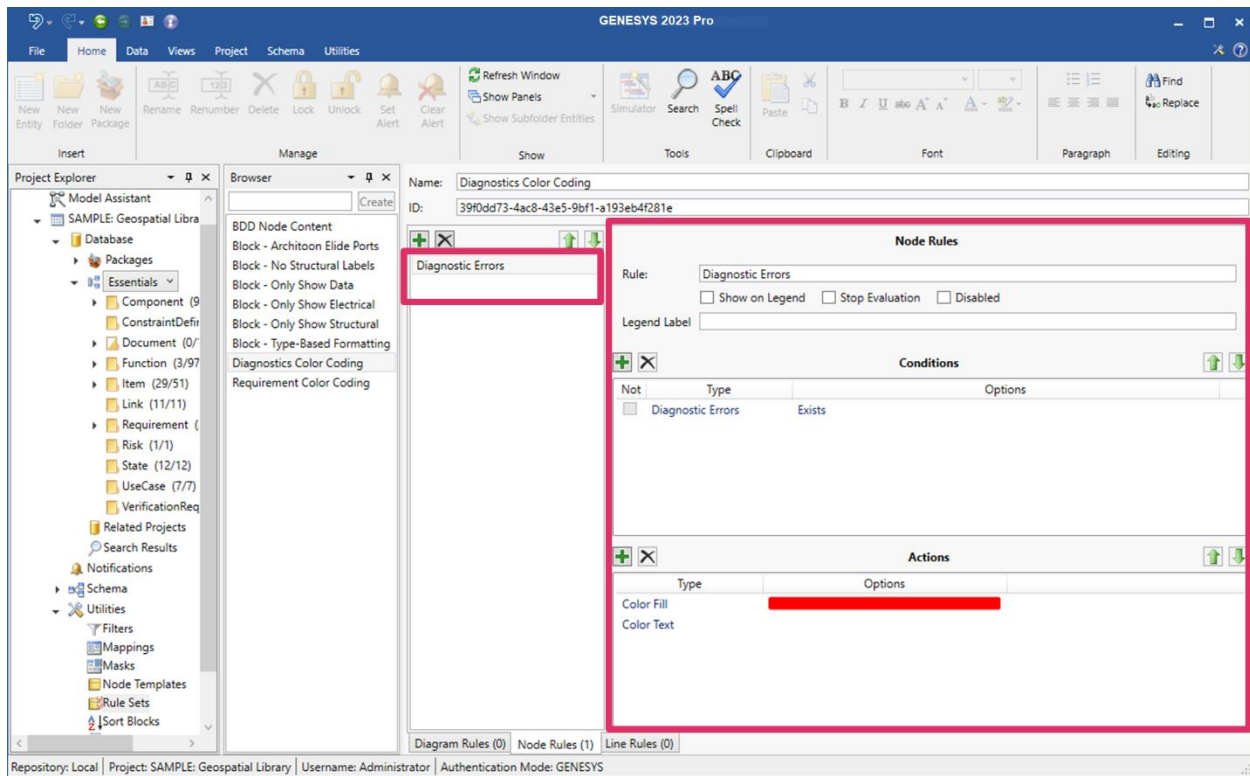 GENESYS 2023 Pro
File Home Data Views Project Schema Utilities
New Entity
New Folder
New Package
Rename
Renumber
Delete
Lock
Unlock
Set Alert
Clear Alert
Refresh Window
Show Panels
Show Subfolder Entities
Simulator
Search
ABC
Spell Check
Paste
B I U abc A A A ab
Find
Replace
Insert Manage Show Tools Clipboard Font Paragraph Editing
Project Explorer
Model Assistant
SAMPLE: Geospatial Libra
Database
Packages
Essentials
Component (9
ConstraintDefir
Document (0/
Function (3/97
Item (29/51)
Link (11/11)
Requirement (
Risk (1/1)
State (12/12)
UseCase (7/7)
VerificationReq
Related Projects
Search Results
Notifications
Schema
Utilities
Filters
Mappings
Masks
Node Templates
Rule Sets
Sort Blocks
Browser
Create
BDD Node Content
Block - Architoon Elide Ports
Block - No Structural Labels
Block - Only Show Data
Block - Only Show Electrical
Block - Only Show Structural
Block - Type-Based Formatting
Diagnostics Color Coding
Requirement Color Coding
Name: Diagnostics Color Coding
ID: 39f0dd73-4ac8-43e5-9bf1-a193eb4f281e
Diagnostic Errors
Node Rules
Rule: Diagnostic Errors
Show on Legend Stop Evaluation Disabled
Legend Label
Conditions
Not Type Options
Diagnostic Errors Exists
Actions
Type Options
Color Fill
Color Text
Diagram Rules (0) Node Rules (1) Line Rules (0)
Repository: Local Project: SAMPLE: Geospatial Library Username: Administrator Authentication Mode: GENESYS